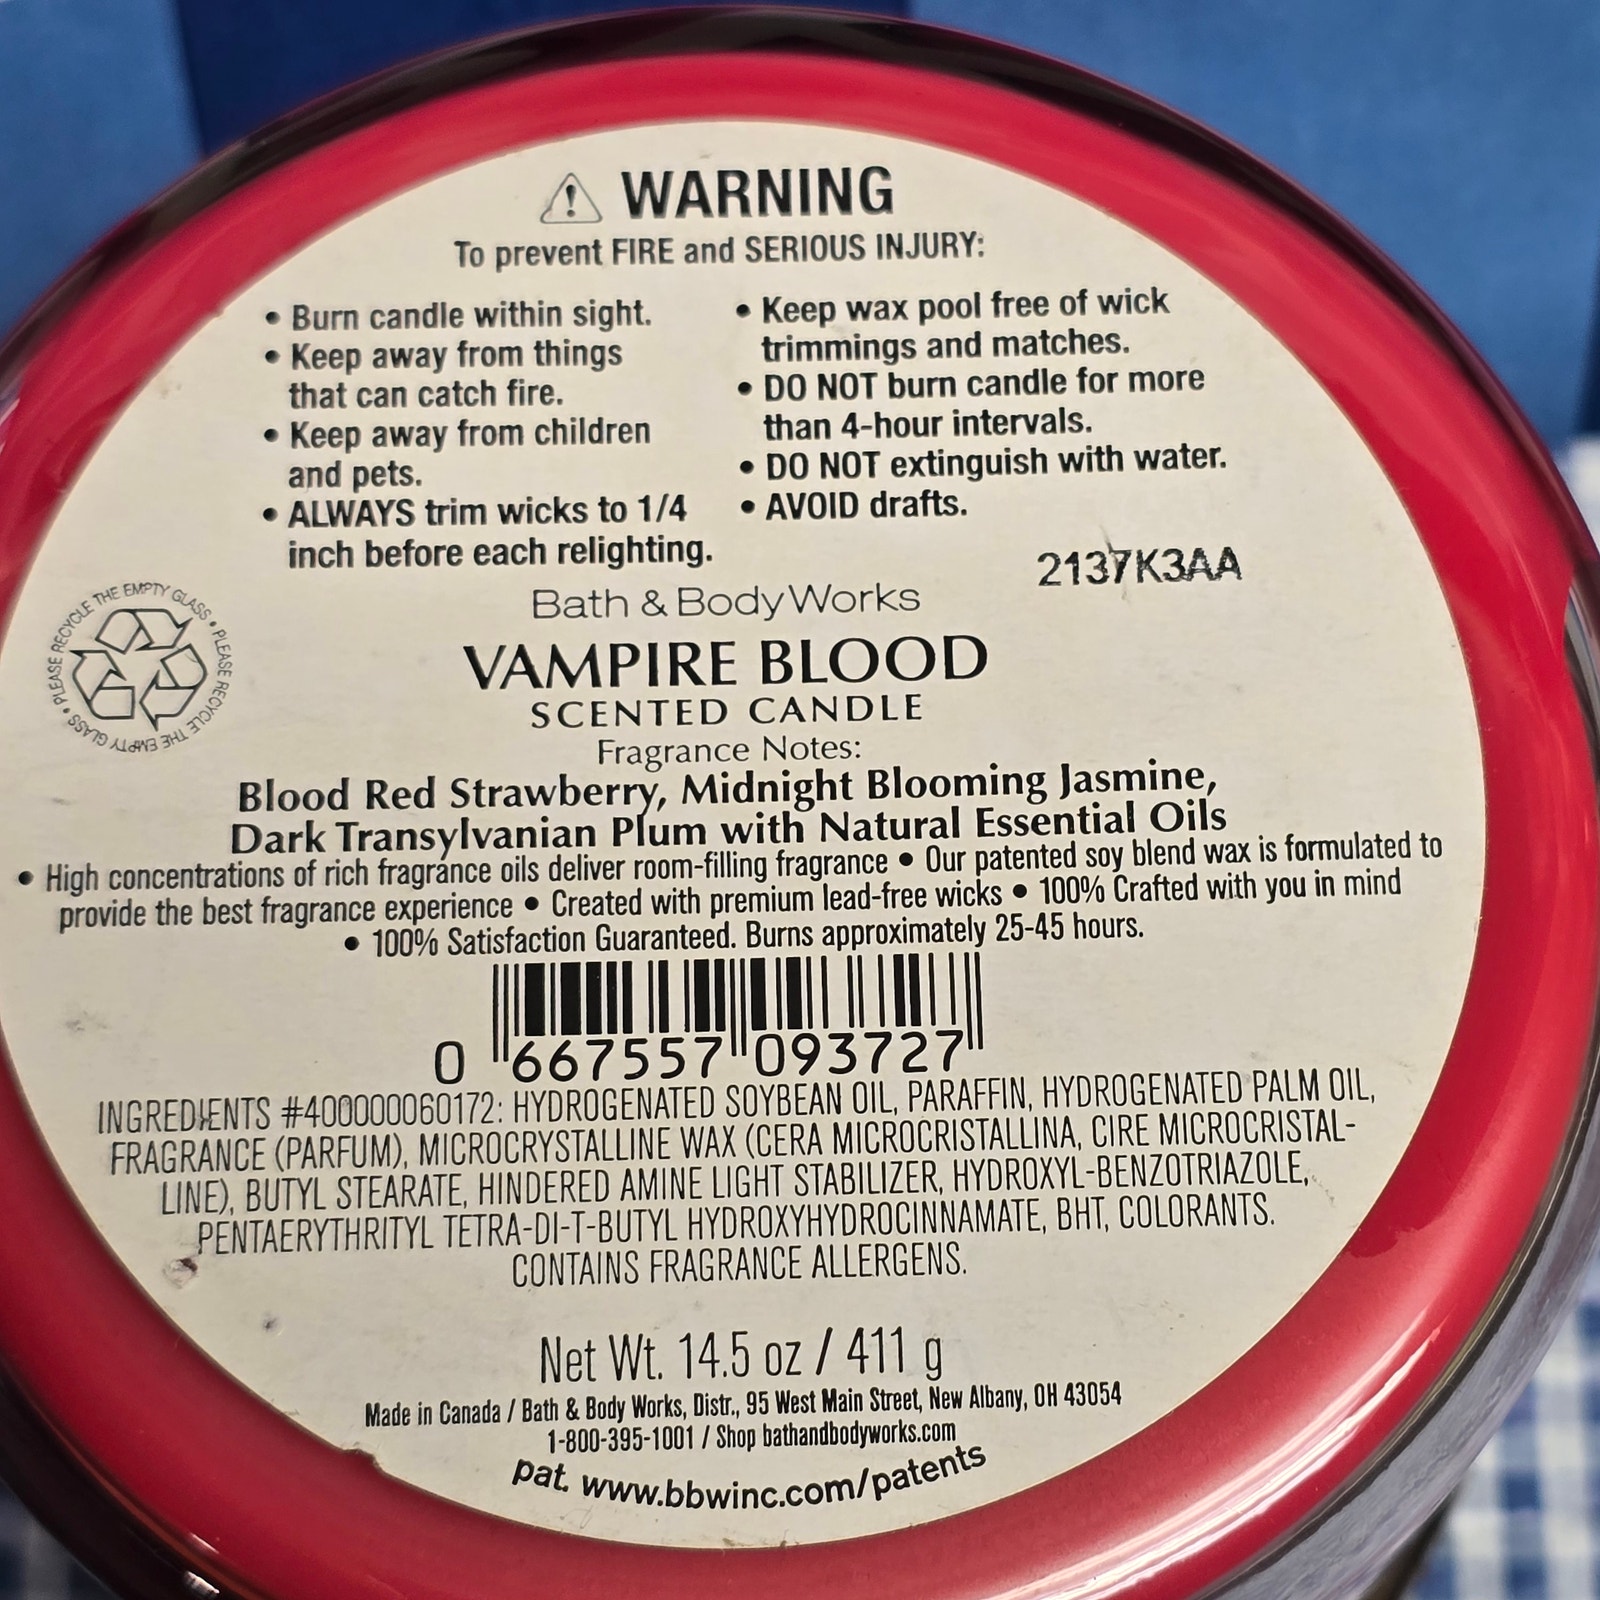 WARNING
To prevent FIRE and SERIOUS INJURY:
• Burn candle within sight.
• Keep away from things
that can catch fire.
• Keep away from children
and pets.
• ALWAYS trim wicks to 1/4
inch before each relighting.
• Keep wax pool free of wick
trimmings and matches.
• DO NOT burn candle for more
than 4-hour intervals.
• DO NOT extinguish with water.
• AVOID drafts.
2137K3AA
PLEASE RECYCLE THE EMPTY GLASS • PLEASE RECYCLE THE EMPTY GLASS •
Bath & Body Works
VAMPIRE BLOOD
SCENTED CANDLE
Fragrance Notes:
Blood Red Strawberry, Midnight Blooming Jasmine,
Dark Transylvanian Plum with Natural Essential Oils
• High concentrations of rich fragrance oils deliver room-filling fragrance • Our patented soy blend wax is formulated to
provide the best fragrance experience • Created with premium lead-free wicks • 100% Crafted with you in mind
• 100% Satisfaction Guaranteed. Burns approximately 25-45 hours.
0 667557 093727
INGREDIENTS #400000060172: HYDROGENATED SOYBEAN OIL, PARAFFIN, HYDROGENATED PALM OIL,
FRAGRANCE (PARFUM), MICROCRYSTALLINE WAX (CERA MICROCRISTALLINA, CIRE MICROCRISTAL-
LINE), BUTYL STEARATE, HINDERED AMINE LIGHT STABILIZER, HYDROXYL-BENZOTRIAZOLE,
PENTAERYTHRITYL TETRA-DI-T-BUTYL HYDROXYHYDROCINNAMATE, BHT, COLORANTS.
CONTAINS FRAGRANCE ALLERGENS.
Net Wt. 14.5 oz / 411 g
Made in Canada / Bath & Body Works, Distr., 95 West Main Street, New Albany, OH 43054
1-800-395-1001 / Shop bathandbodyworks.com
pat. www.bbwinc.com/patents